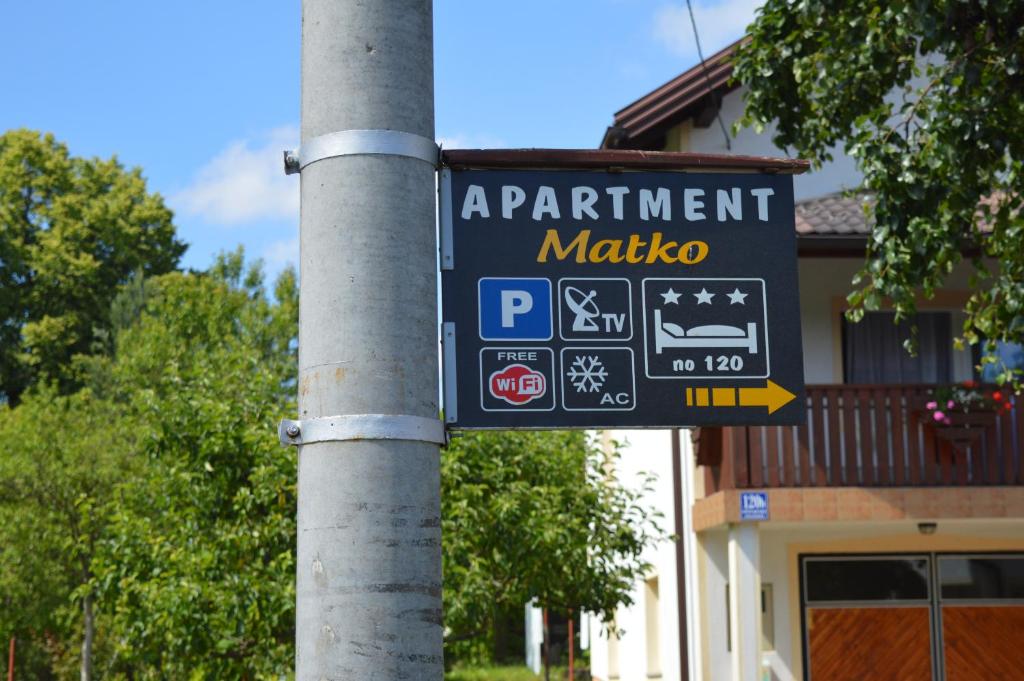 APARTMENT
Matko
P
TV
no 120
FREE
WiFi
AC
120b